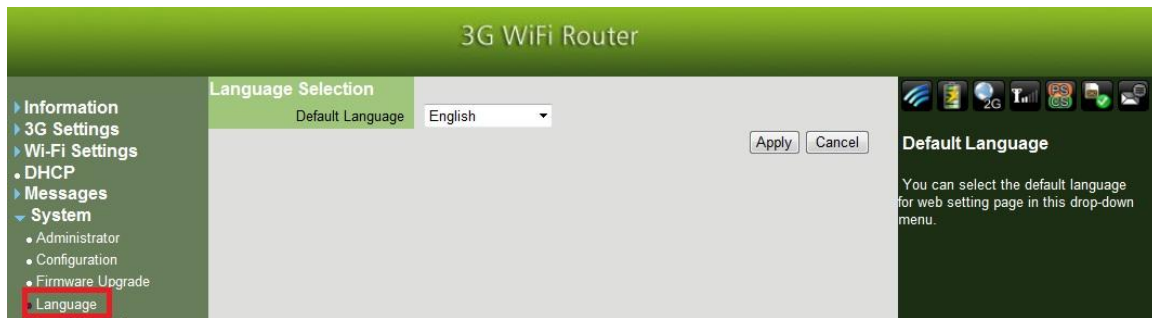 3G WiFi Router
Information
3G Settings
Wi-Fi Settings
DHCP
Messages
System
Administrator
Configuration
Firmware Upgrade
Language
Language Selection
Default Language
English
Apply
Cancel
2G
PS
CS
Default Language
You can select the default language
for web setting page in this drop-down
menu.